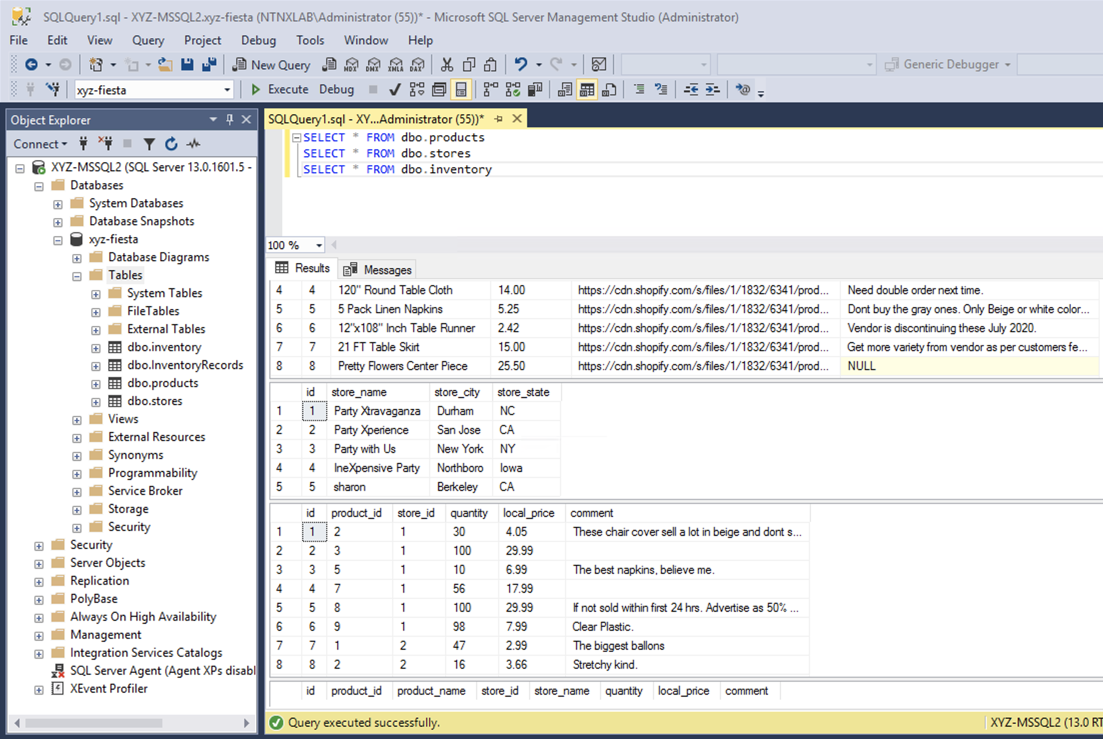 SQLQuery1.sql - XYZ-MSSQL2.xyz-fiesta (NTNXLAB\Administrator (55))* - Microsoft SQL Server Management Studio (Administrator)
File Edit View Query Project Debug Tools Window Help
New Query MDX DMX XMLA DAX Generic Debugger
xyz-fiesta Execute Debug
Object Explorer
Connect
XYZ-MSSQL2 (SQL Server 13.0.1601.5 -
Databases
System Databases
Database Snapshots
xyz-fiesta
Database Diagrams
Tables
System Tables
FileTables
External Tables
dbo.inventory
dbo.InventoryRecords
dbo.products
dbo.stores
Views
External Resources
Synonyms
Programmability
Service Broker
Storage
Security
Security
Server Objects
Replication
PolyBase
Always On High Availability
Management
Integration Services Catalogs
SQL Server Agent (Agent XPs disabl
XEvent Profiler
SQLQuery1.sql - XY...Administrator (55))*
SELECT * FROM dbo.products
SELECT * FROM dbo.stores
SELECT * FROM dbo.inventory
100 %
Results Messages
4 4 120" Round Table Cloth 14.00 https://cdn.shopify.com/s/files/1/1832/6341/prod... Need double order next time.
5 5 5 Pack Linen Napkins 5.25 https://cdn.shopify.com/s/files/1/1832/6341/prod... Dont buy the gray ones. Only Beige or white color...
6 6 12"x108" Inch Table Runner 2.42 https://cdn.shopify.com/s/files/1/1832/6341/prod... Vendor is discontinuing these July 2020.
7 7 21 FT Table Skirt 15.00 https://cdn.shopify.com/s/files/1/1832/6341/prod... Get more variety from vendor as per customers fe...
8 8 Pretty Flowers Center Piece 25.50 https://cdn.shopify.com/s/files/1/1832/6341/prod... NULL
id store_name store_city store_state
1 1 Party Xtravaganza Durham NC
2 2 Party Xperience San Jose CA
3 3 Party with Us New York NY
4 4 IneXpensive Party Northboro Iowa
5 5 sharon Berkeley CA
id product_id store_id quantity local_price comment
1 1 2 1 30 4.05 These chair cover sell a lot in beige and dont s...
2 2 3 1 100 29.99
3 3 5 1 10 6.99 The best napkins, believe me.
4 4 7 1 56 17.99
5 5 8 1 100 29.99 If not sold within first 24 hrs. Advertise as 50% ...
6 6 9 1 98 7.99 Clear Plastic.
7 7 1 2 47 2.99 The biggest ballons
8 8 2 2 16 3.66 Stretchy kind.
id product_id product_name store_id store_name quantity local_price comment
Query executed successfully. XYZ-MSSQL2 (13.0 RT